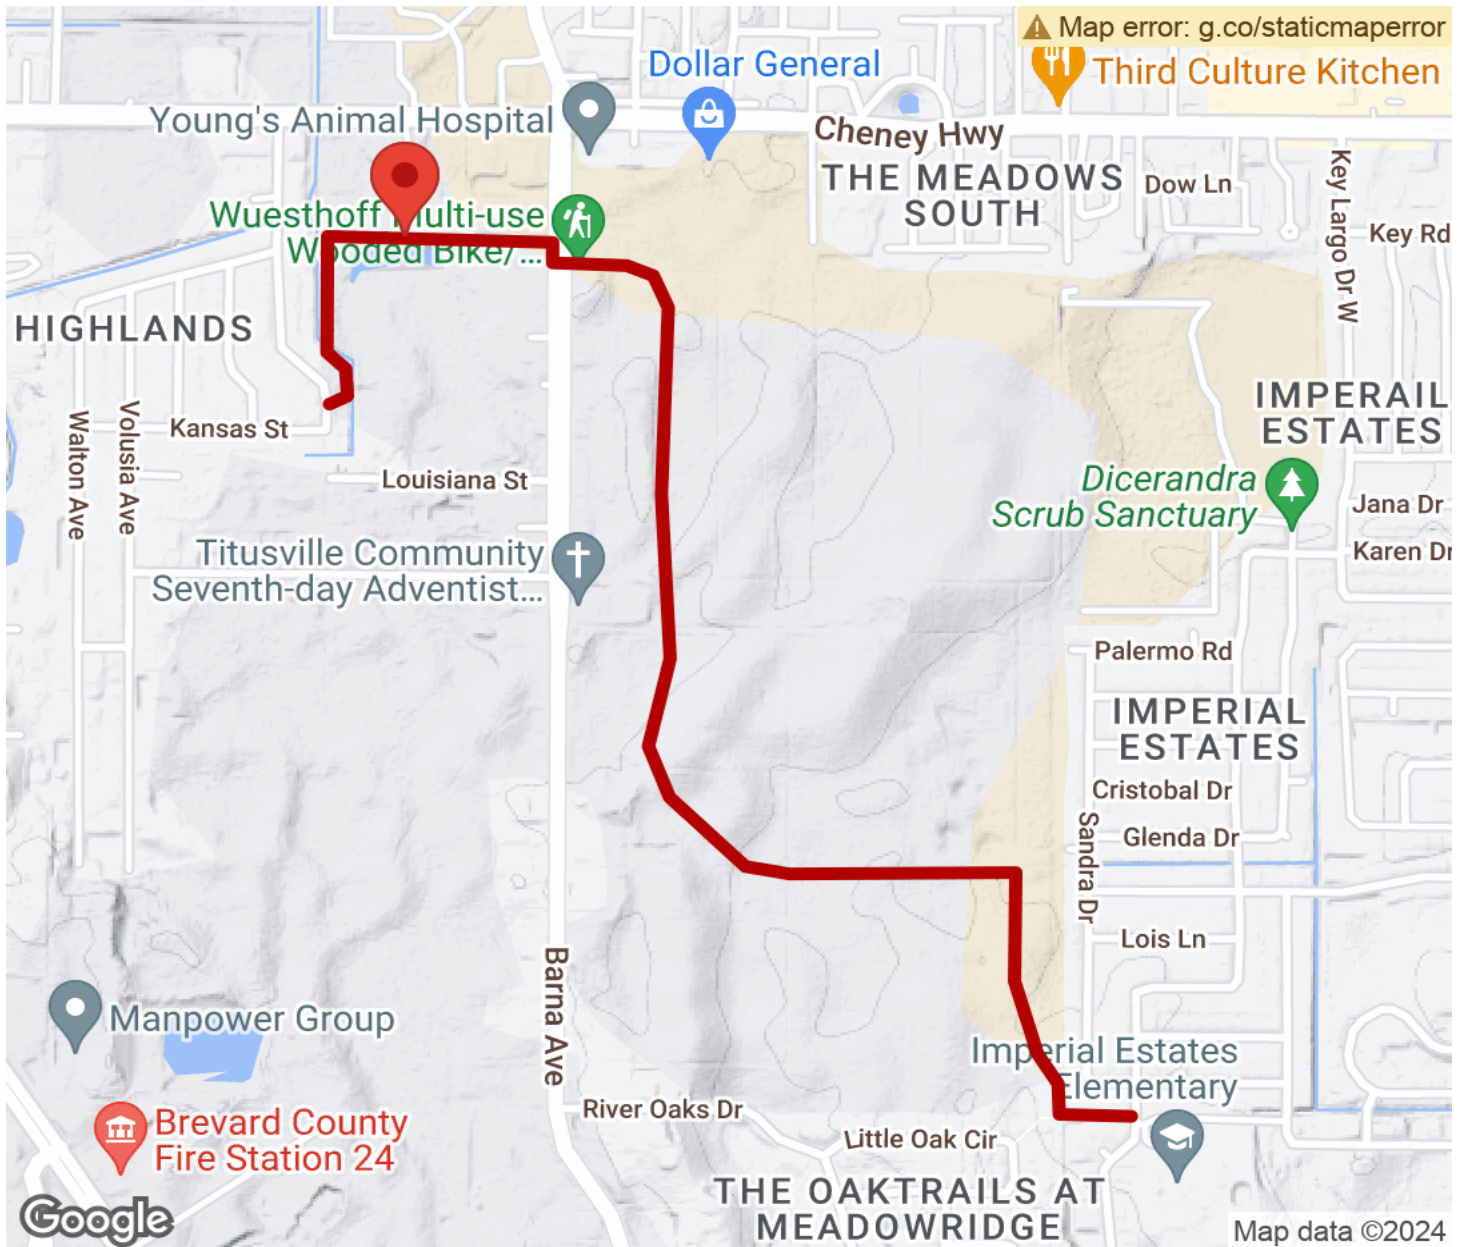 Map error: g.co/staticmaperror
Dollar General
Third Culture Kitchen
Young's Animal Hospital
Cheney Hwy
THE MEADOWS
SOUTH
Dow Ln
Key Largo Dr W
Key Rd
Wuesthoff Multi-use
Wooded Bike/...
HIGHLANDS
IMPERAIL
ESTATES
Walton Ave
Volusia Ave
Kansas St
Louisiana St
Dicerandra
Scrub Sanctuary
Jana Dr
Karen Dr
Titusville Community
Seventh-day Adventist...
Palermo Rd
IMPERIAL
ESTATES
Cristobal Dr
Glenda Dr
Sandra Dr
Lois Ln
Barna Ave
Manpower Group
Imperial Estates
Elementary
River Oaks Dr
Little Oak Cir
Brevard County
Fire Station 24
THE OAKTRAILS AT
MEADOWRIDGE
Google
Map data ©2024